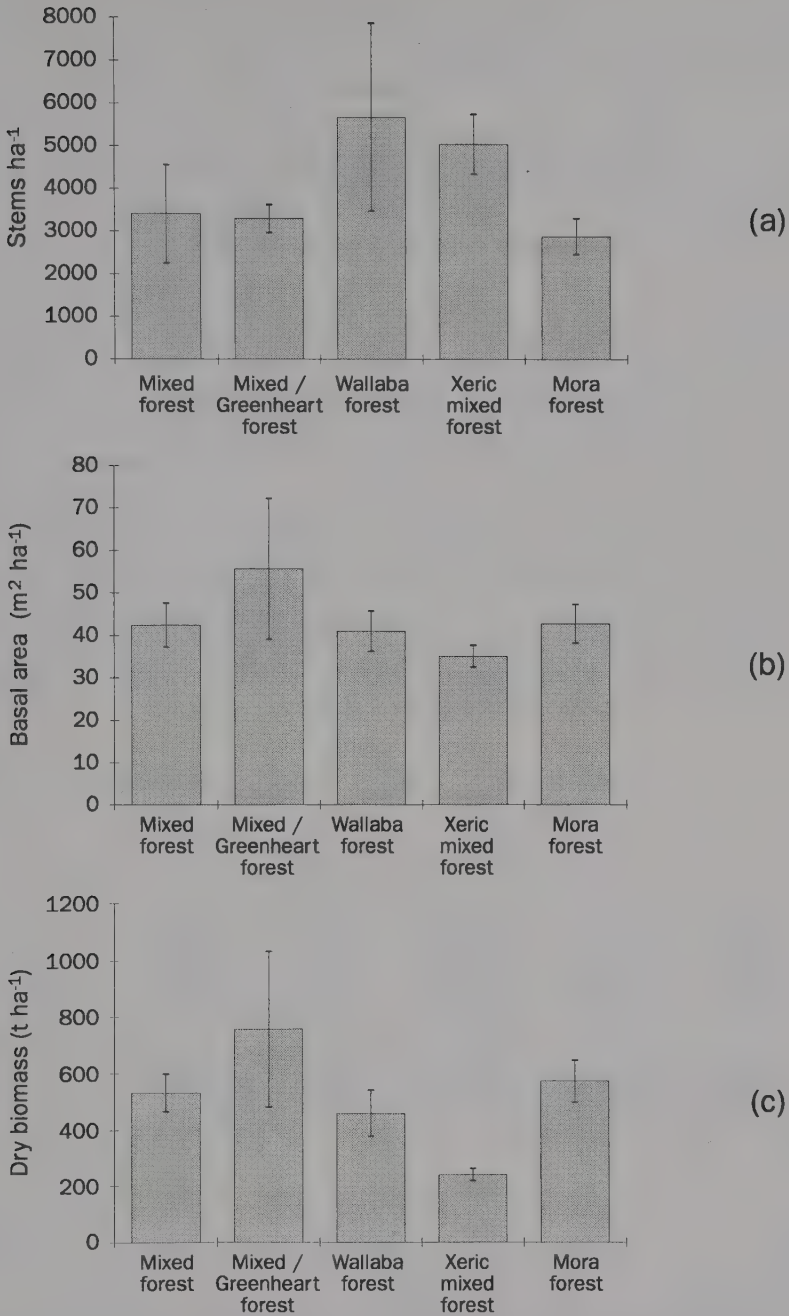 8000
7000
6000
5000
4000
3000
2000
1000
0
Stems ha⁻¹
Mixed forest
Mixed / Greenheart forest
Wallaba forest
Xeric mixed forest
Mora forest
(a)
80
70
60
50
40
30
20
10
0
Basal area (m² ha⁻¹)
Mixed forest
Mixed / Greenheart forest
Wallaba forest
Xeric mixed forest
Mora forest
(b)
1200
1000
800
600
400
200
0
Dry biomass (t ha⁻¹)
Mixed forest
Mixed / Greenheart forest
Wallaba forest
Xeric mixed forest
Mora forest
(c)